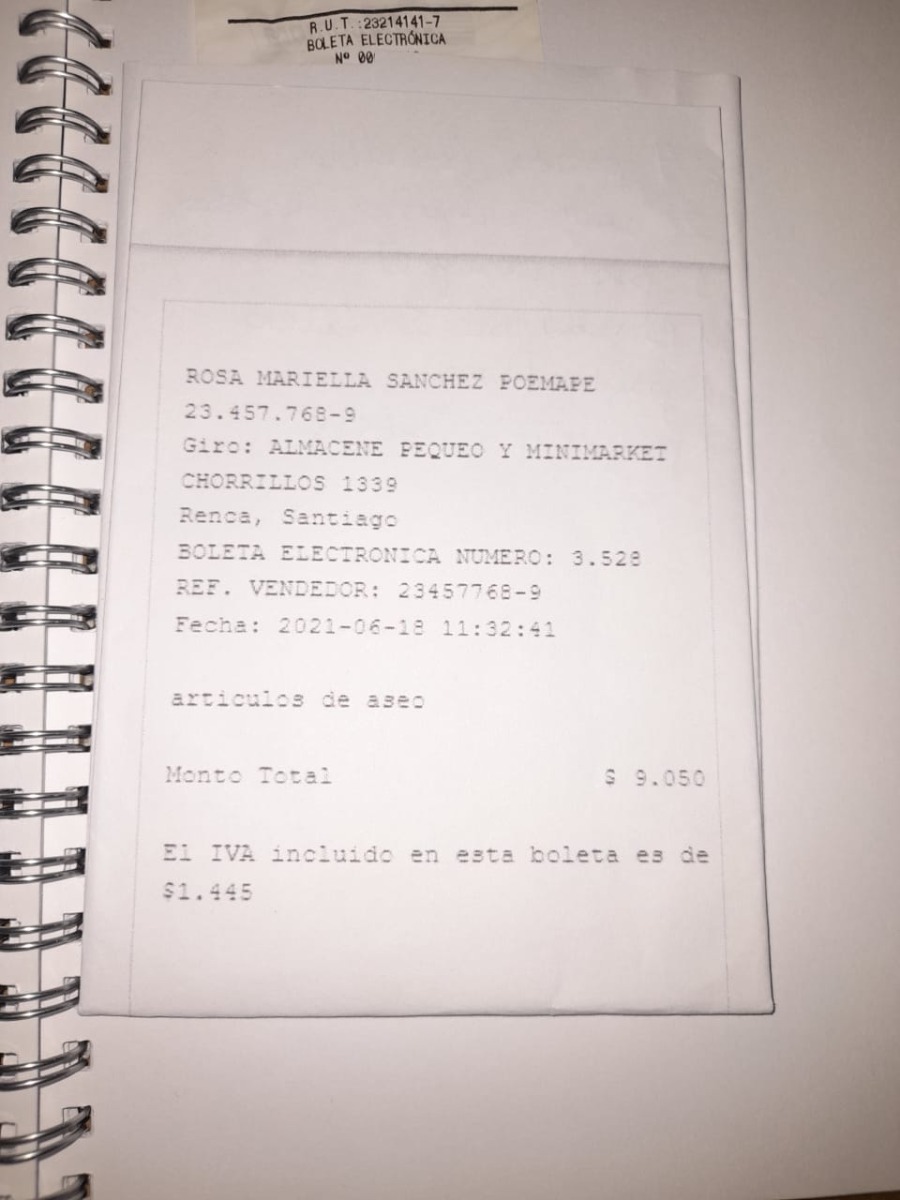 R.U.T.:23214141-7
BOLETA ELECTRÓNICA
Nº 00
ROSA MARIELLA SANCHEZ POEMAPE
23.457.768-9
Giro: ALMACENE PEQUEO Y MINIMARKET
CHORRILLOS 1339
Renca, Santiago
BOLETA ELECTRONICA NUMERO: 3.528
REF. VENDEDOR: 23457768-9
Fecha: 2021-06-18 11:32:41
articulos de aseo
Monto Total $ 9.050
El IVA incluido en esta boleta es de
$1.445